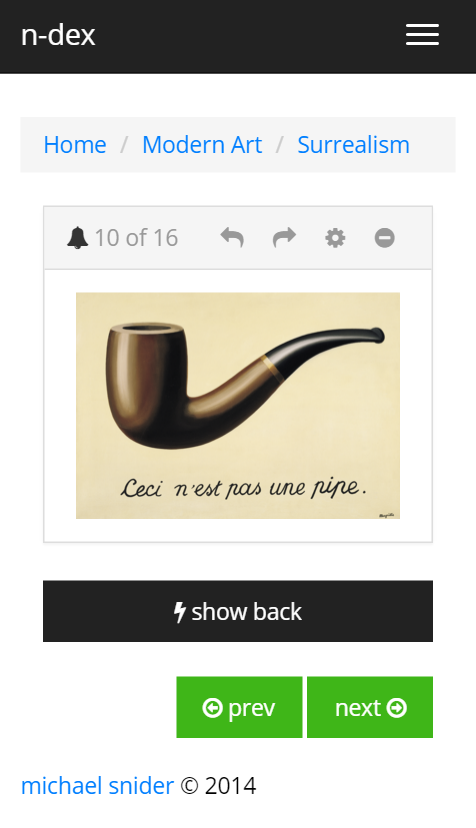 n-dex
Home / Modern Art / Surrealism
10 of 16
Ceci n'est pas une pipe.
show back
prev next
michael snider © 2014